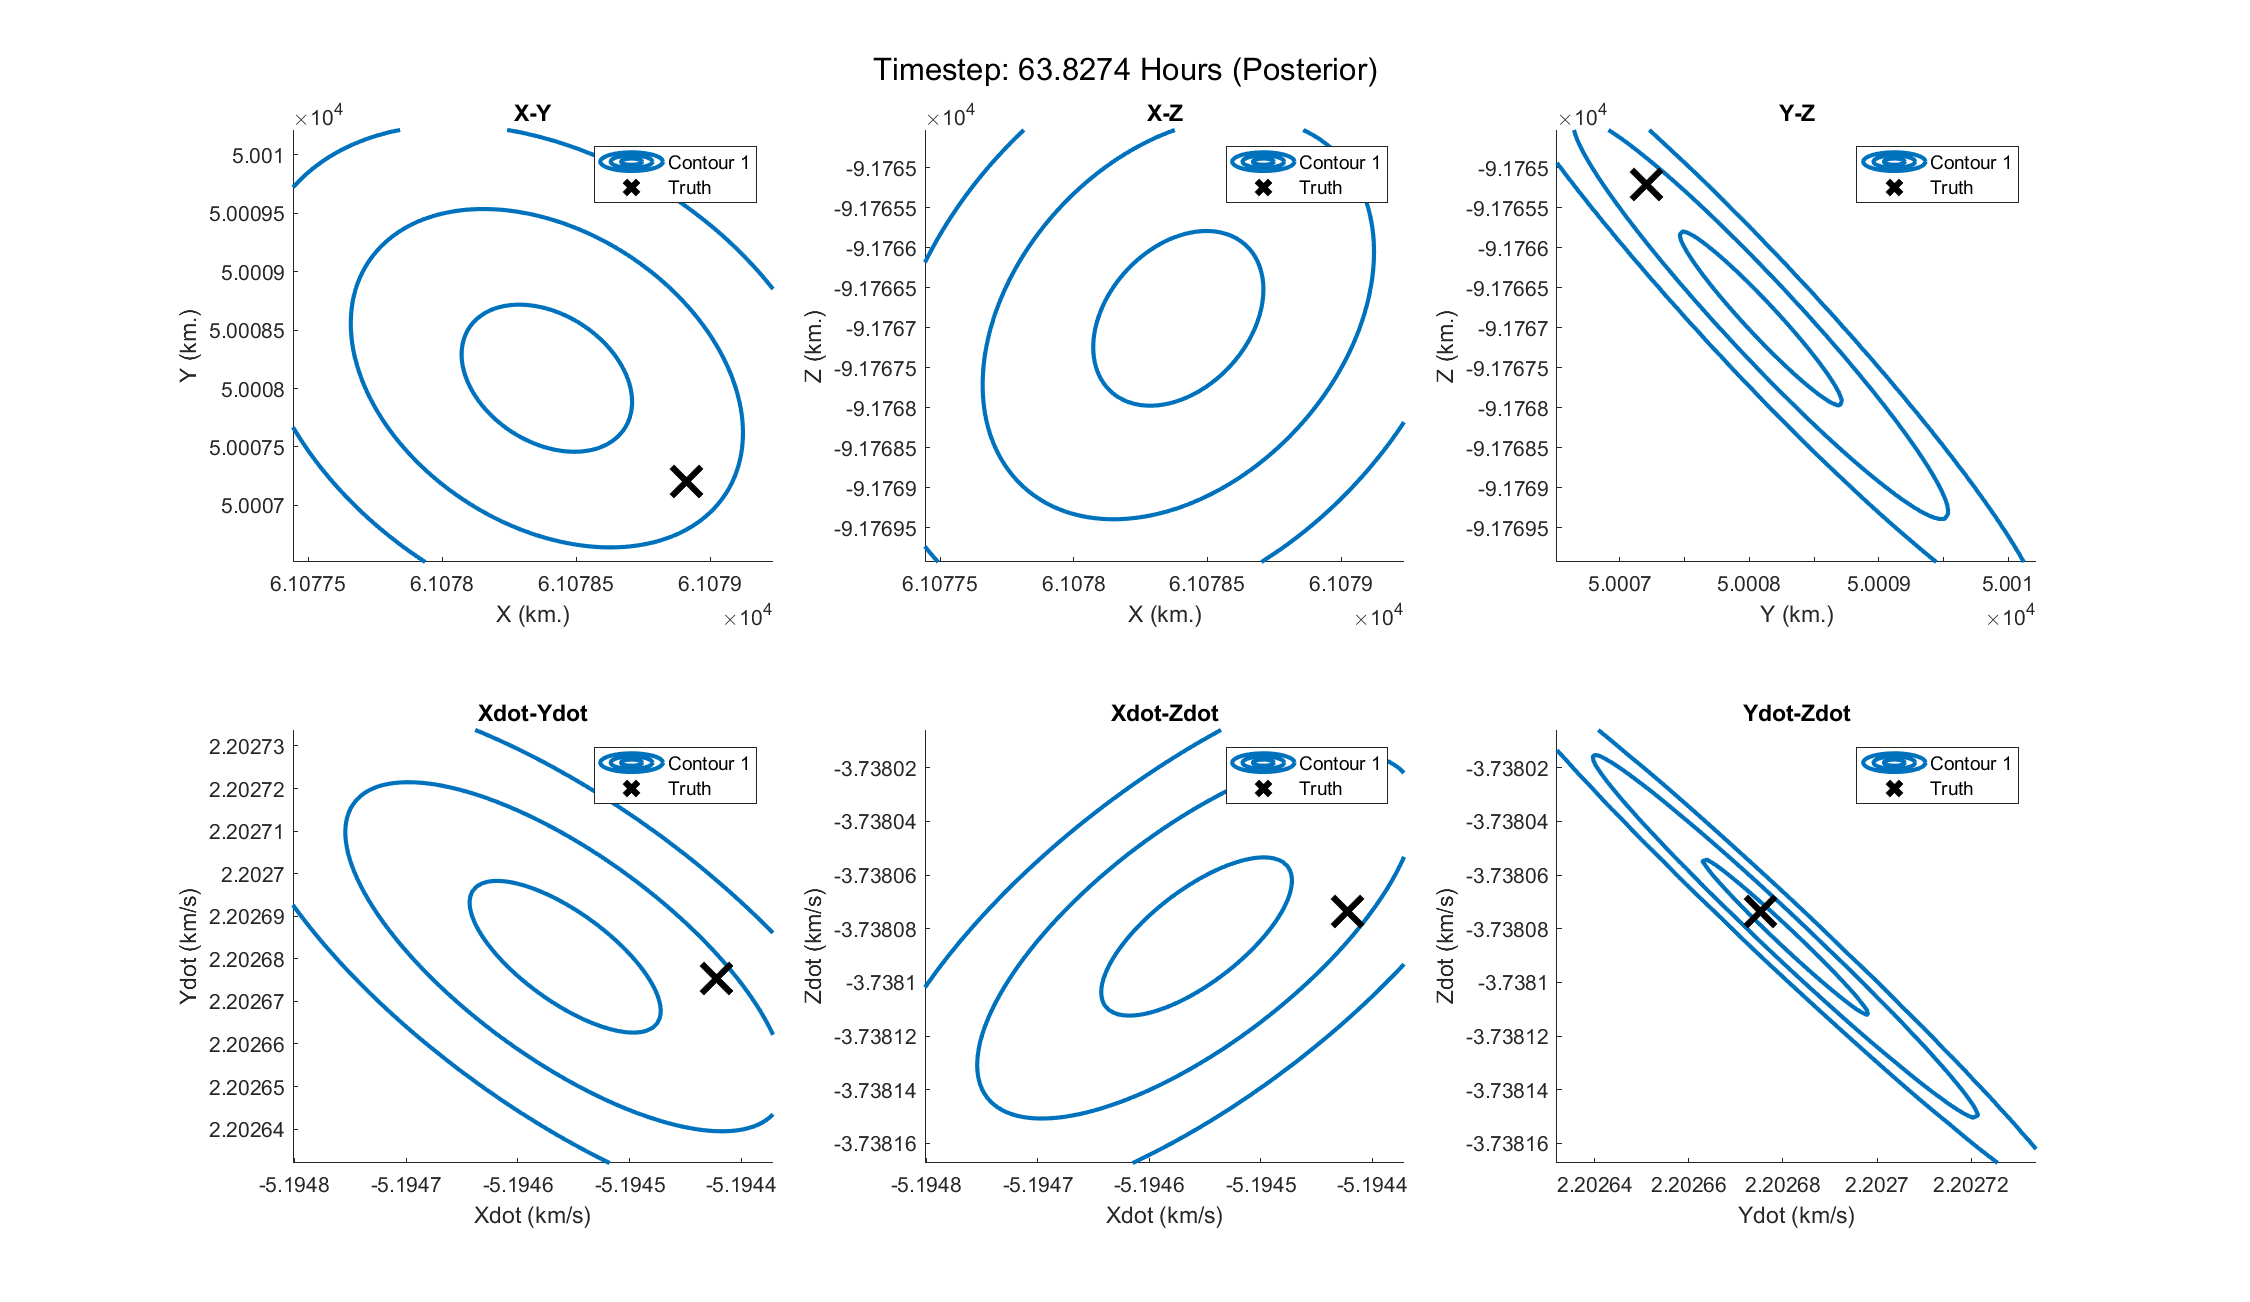 Timestep: 63.8274 Hours (Posterior)
X-Y
×10^4
5.001
5.00095
5.0009
5.00085
5.0008
5.00075
5.0007
Y (km.)
Contour 1
Truth
6.10775 6.1078 6.10785 6.1079
X (km.)
×10^4
X-Z
×10^4
-9.1765
-9.17655
-9.1766
-9.17665
-9.1767
-9.17675
-9.1768
-9.17685
-9.1769
-9.17695
Z (km.)
Contour 1
Truth
6.10775 6.1078 6.10785 6.1079
X (km.)
×10^4
Y-Z
×10^4
-9.1765
-9.17655
-9.1766
-9.17665
-9.1767
-9.17675
-9.1768
-9.17685
-9.1769
-9.17695
Z (km.)
Contour 1
Truth
5.0007 5.0008 5.0009 5.001
Y (km.)
×10^4
Xdot-Ydot
2.20273
2.20272
2.20271
2.2027
2.20269
2.20268
2.20267
2.20266
2.20265
2.20264
Ydot (km/s)
Contour 1
Truth
-5.1948 -5.1947 -5.1946 -5.1945 -5.1944
Xdot (km/s)
Xdot-Zdot
-3.73802
-3.73804
-3.73806
-3.73808
-3.7381
-3.73812
-3.73814
-3.73816
Zdot (km/s)
Contour 1
Truth
-5.1948 -5.1947 -5.1946 -5.1945 -5.1944
Xdot (km/s)
Ydot-Zdot
-3.73802
-3.73804
-3.73806
-3.73808
-3.7381
-3.73812
-3.73814
-3.73816
Zdot (km/s)
Contour 1
Truth
2.20264 2.20266 2.20268 2.2027 2.20272
Ydot (km/s)